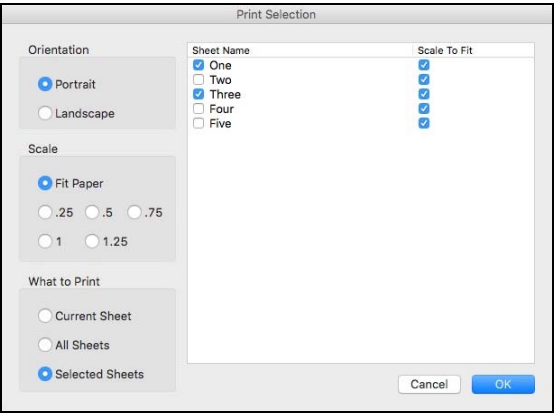 Print Selection
Orientation
Portrait
Landscape
Scale
Fit Paper
.25 .5 .75
1 1.25
What to Print
Current Sheet
All Sheets
Selected Sheets
Sheet Name Scale To Fit
One
Two
Three
Four
Five
Cancel OK